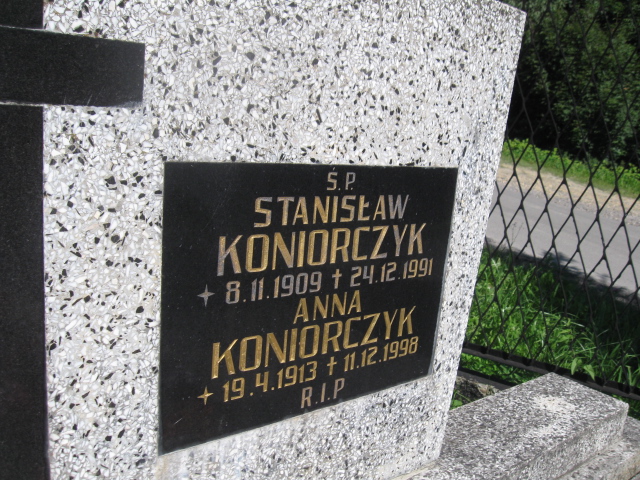 Ś.P.
STANISŁAW
KONIORCZYK
8.11.1909 ✝ 24.12.1991
ANNA
KONIORCZYK
19.4.1913 ✝ 11.12.1998
R.I.P